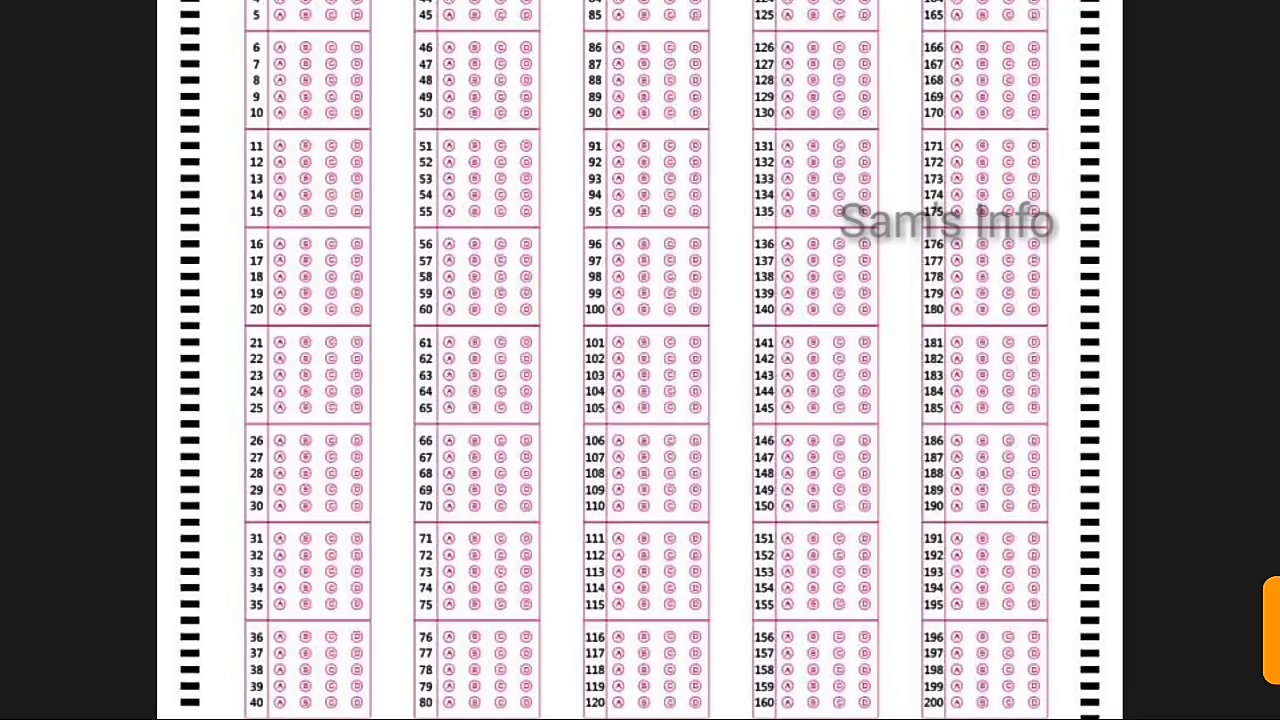 5 A B C D 45 A B C D 85 A B C D 125 A B C D 165 A B C D
6 A B C D 46 A B C D 86 A B C D 126 A B C D 166 A B C D
7 A B C D 47 A B C D 87 A B C D 127 A B C D 167 A B C D
8 A B C D 48 A B C D 88 A B C D 128 A B C D 168 A B C D
9 A B C D 49 A B C D 89 A B C D 129 A B C D 169 A B C D
10 A B C D 50 A B C D 90 A B C D 130 A B C D 170 A B C D
11 A B C D 51 A B C D 91 A B C D 131 A B C D 171 A B C D
12 A B C D 52 A B C D 92 A B C D 132 A B C D 172 A B C D
13 A B C D 53 A B C D 93 A B C D 133 A B C D 173 A B C D
14 A B C D 54 A B C D 94 A B C D 134 A B C D 174 A B C D
15 A B C D 55 A B C D 95 A B C D 135 A B C D 175 A B C D
Sam's Info
16 A B C D 56 A B C D 96 A B C D 136 A B C D 176 A B C D
17 A B C D 57 A B C D 97 A B C D 137 A B C D 177 A B C D
18 A B C D 58 A B C D 98 A B C D 138 A B C D 178 A B C D
19 A B C D 59 A B C D 99 A B C D 139 A B C D 179 A B C D
20 A B C D 60 A B C D 100 A B C D 140 A B C D 180 A B C D
21 A B C D 61 A B C D 101 A B C D 141 A B C D 181 A B C D
22 A B C D 62 A B C D 102 A B C D 142 A B C D 182 A B C D
23 A B C D 63 A B C D 103 A B C D 143 A B C D 183 A B C D
24 A B C D 64 A B C D 104 A B C D 144 A B C D 184 A B C D
25 A B C D 65 A B C D 105 A B C D 145 A B C D 185 A B C D
26 A B C D 66 A B C D 106 A B C D 146 A B C D 186 A B C D
27 A B C D 67 A B C D 107 A B C D 147 A B C D 187 A B C D
28 A B C D 68 A B C D 108 A B C D 148 A B C D 188 A B C D
29 A B C D 69 A B C D 109 A B C D 149 A B C D 189 A B C D
30 A B C D 70 A B C D 110 A B C D 150 A B C D 190 A B C D
31 A B C D 71 A B C D 111 A B C D 151 A B C D 191 A B C D
32 A B C D 72 A B C D 112 A B C D 152 A B C D 192 A B C D
33 A B C D 73 A B C D 113 A B C D 153 A B C D 193 A B C D
34 A B C D 74 A B C D 114 A B C D 154 A B C D 194 A B C D
35 A B C D 75 A B C D 115 A B C D 155 A B C D 195 A B C D
36 A B C D 76 A B C D 116 A B C D 156 A B C D 196 A B C D
37 A B C D 77 A B C D 117 A B C D 157 A B C D 197 A B C D
38 A B C D 78 A B C D 118 A B C D 158 A B C D 198 A B C D
39 A B C D 79 A B C D 119 A B C D 159 A B C D 199 A B C D
40 A B C D 80 A B C D 120 A B C D 160 A B C D 200 A B C D